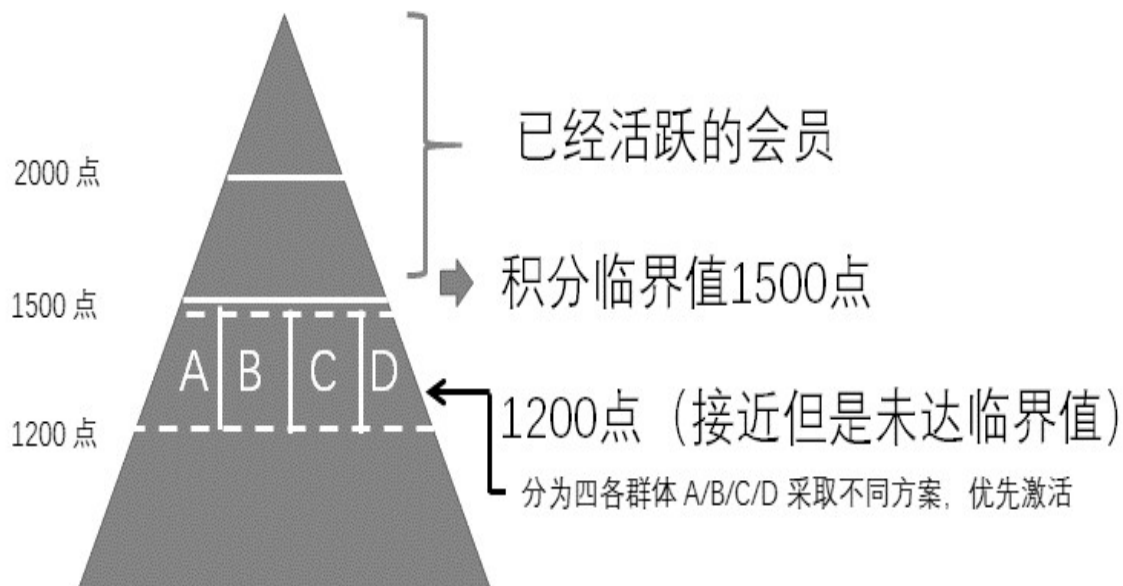 已经活跃的会员
2000 点
积分临界值1500点
1500 点
A B C D
1200点（接近但是未达临界值）
1200 点
分为四各群体 A/B/C/D 采取不同方案，优先激活